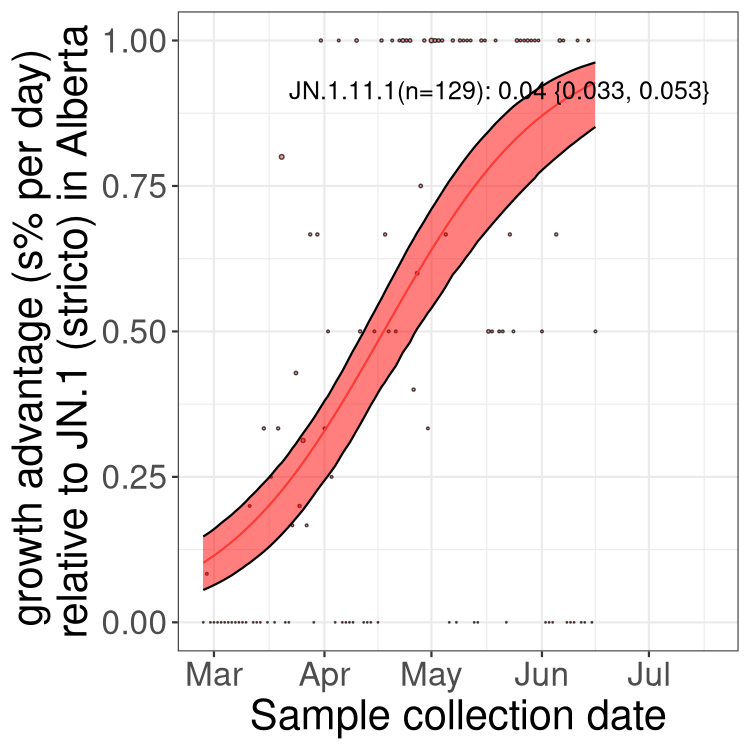 growth advantage (s% per day)
relative to JN.1 (stricto) in Alberta
1.00
0.75
0.50
0.25
0.00
JN.1.11.1(n=129): 0.04 {0.033, 0.053}
Mar Apr May Jun Jul
Sample collection date